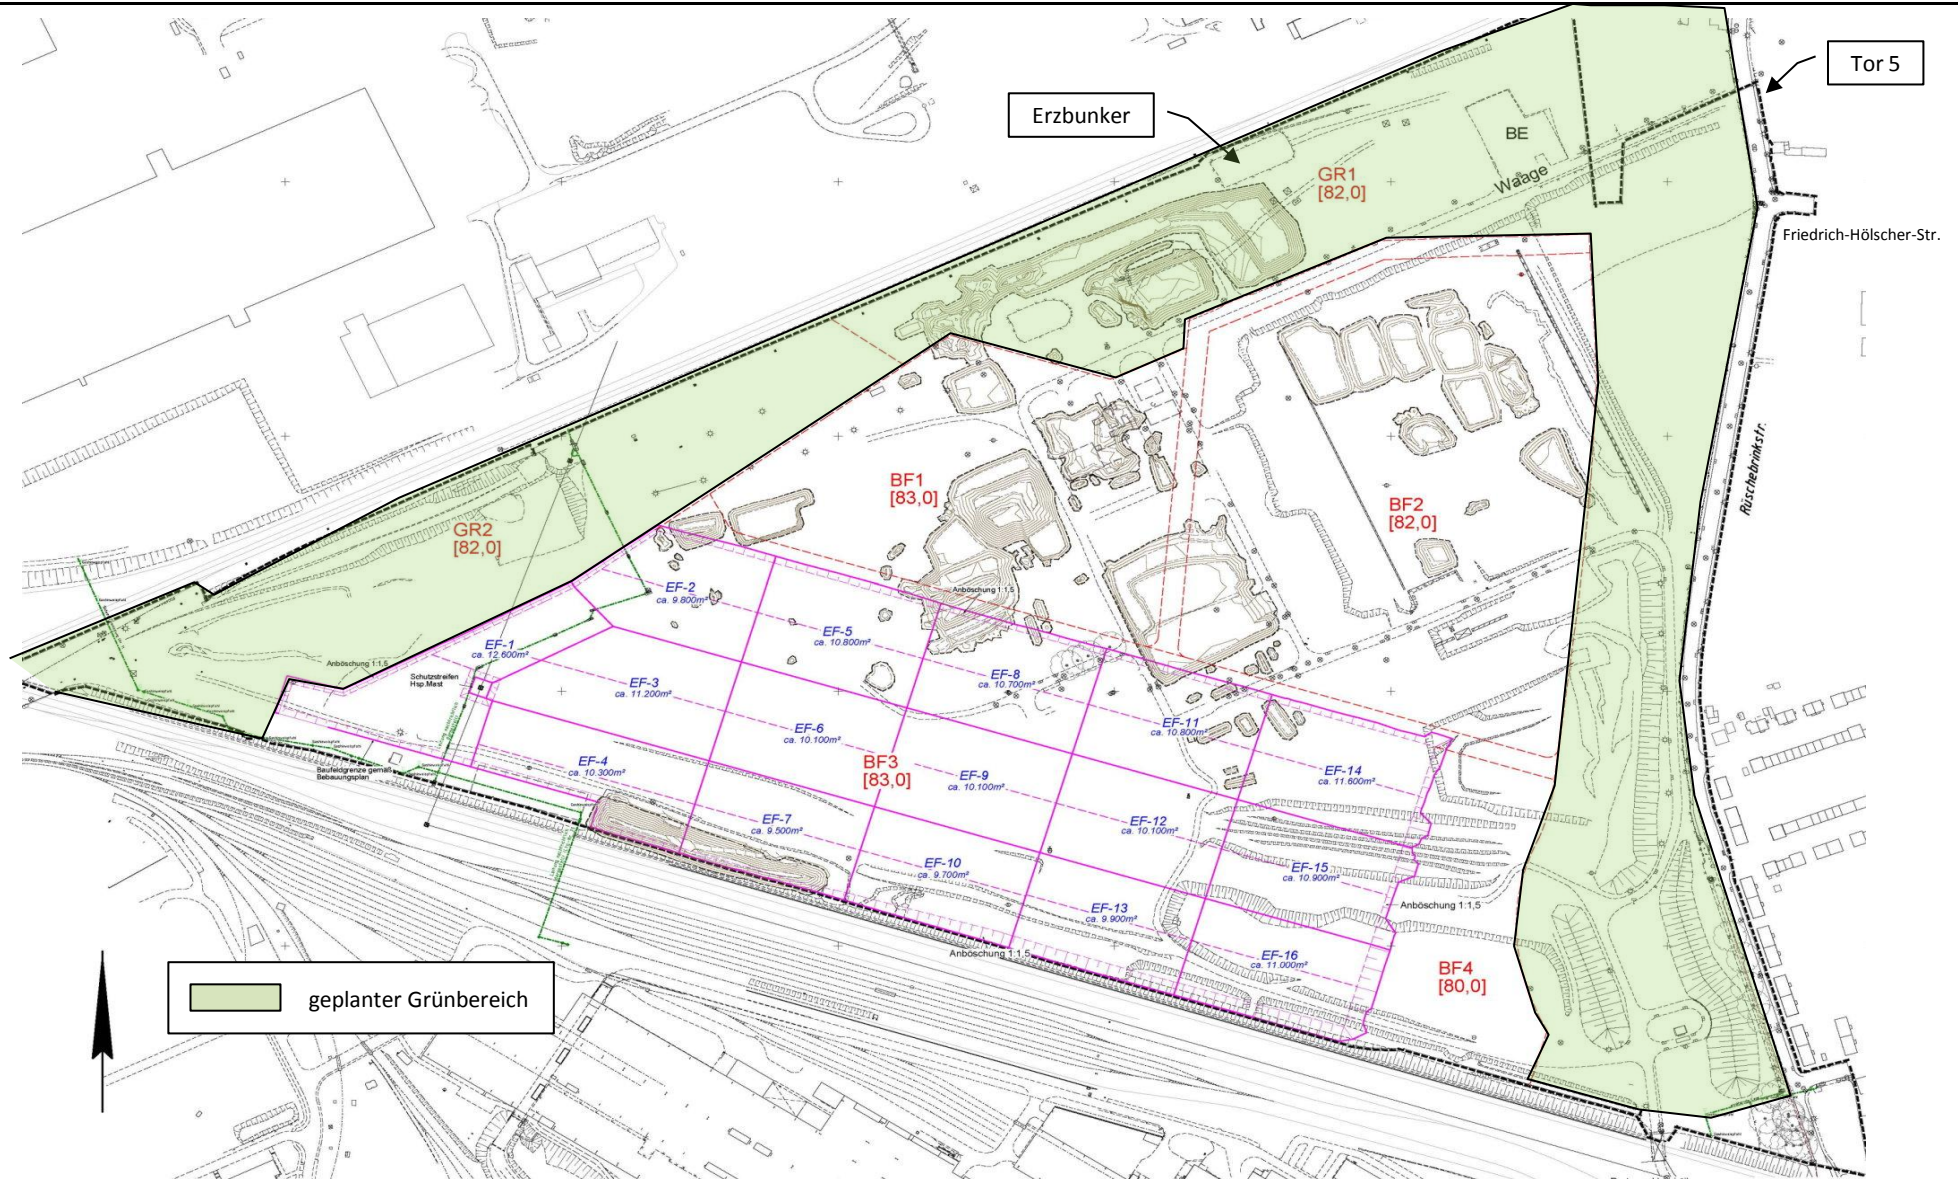 Tor 5
Erzbunker
BE
GR1
[82,0]
Waage
Friedrich-Hölscher-Str.
Rüschebrinkstr.
BF1
[83,0]
BF2
[82,0]
GR2
[82,0]
EF-2
ca. 9.800m²
Anböschung 1:1,5
EF-5
ca. 10.800m²
EF-1
ca. 12.600m²
Anböschung 1:1,5
Schutzstreifen
Hsp.Mast
EF-3
ca. 11.200m²
EF-8
ca. 10.700m²
EF-6
ca. 10.100m²
EF-11
ca. 10.800m²
EF-4
ca. 10.300m²
Baufeldgrenze gemäß
Bebauungsplan
BF3
[83,0]
EF-9
ca. 10.100m²
EF-14
ca. 11.600m²
EF-7
ca. 9.500m²
EF-12
ca. 10.100m²
EF-10
ca. 9.700m²
EF-15
ca. 10.900m²
Anböschung 1:1,5
EF-13
ca. 9.900m²
Anböschung 1:1,5
EF-16
ca. 11.000m²
BF4
[80,0]
geplanter Grünbereich